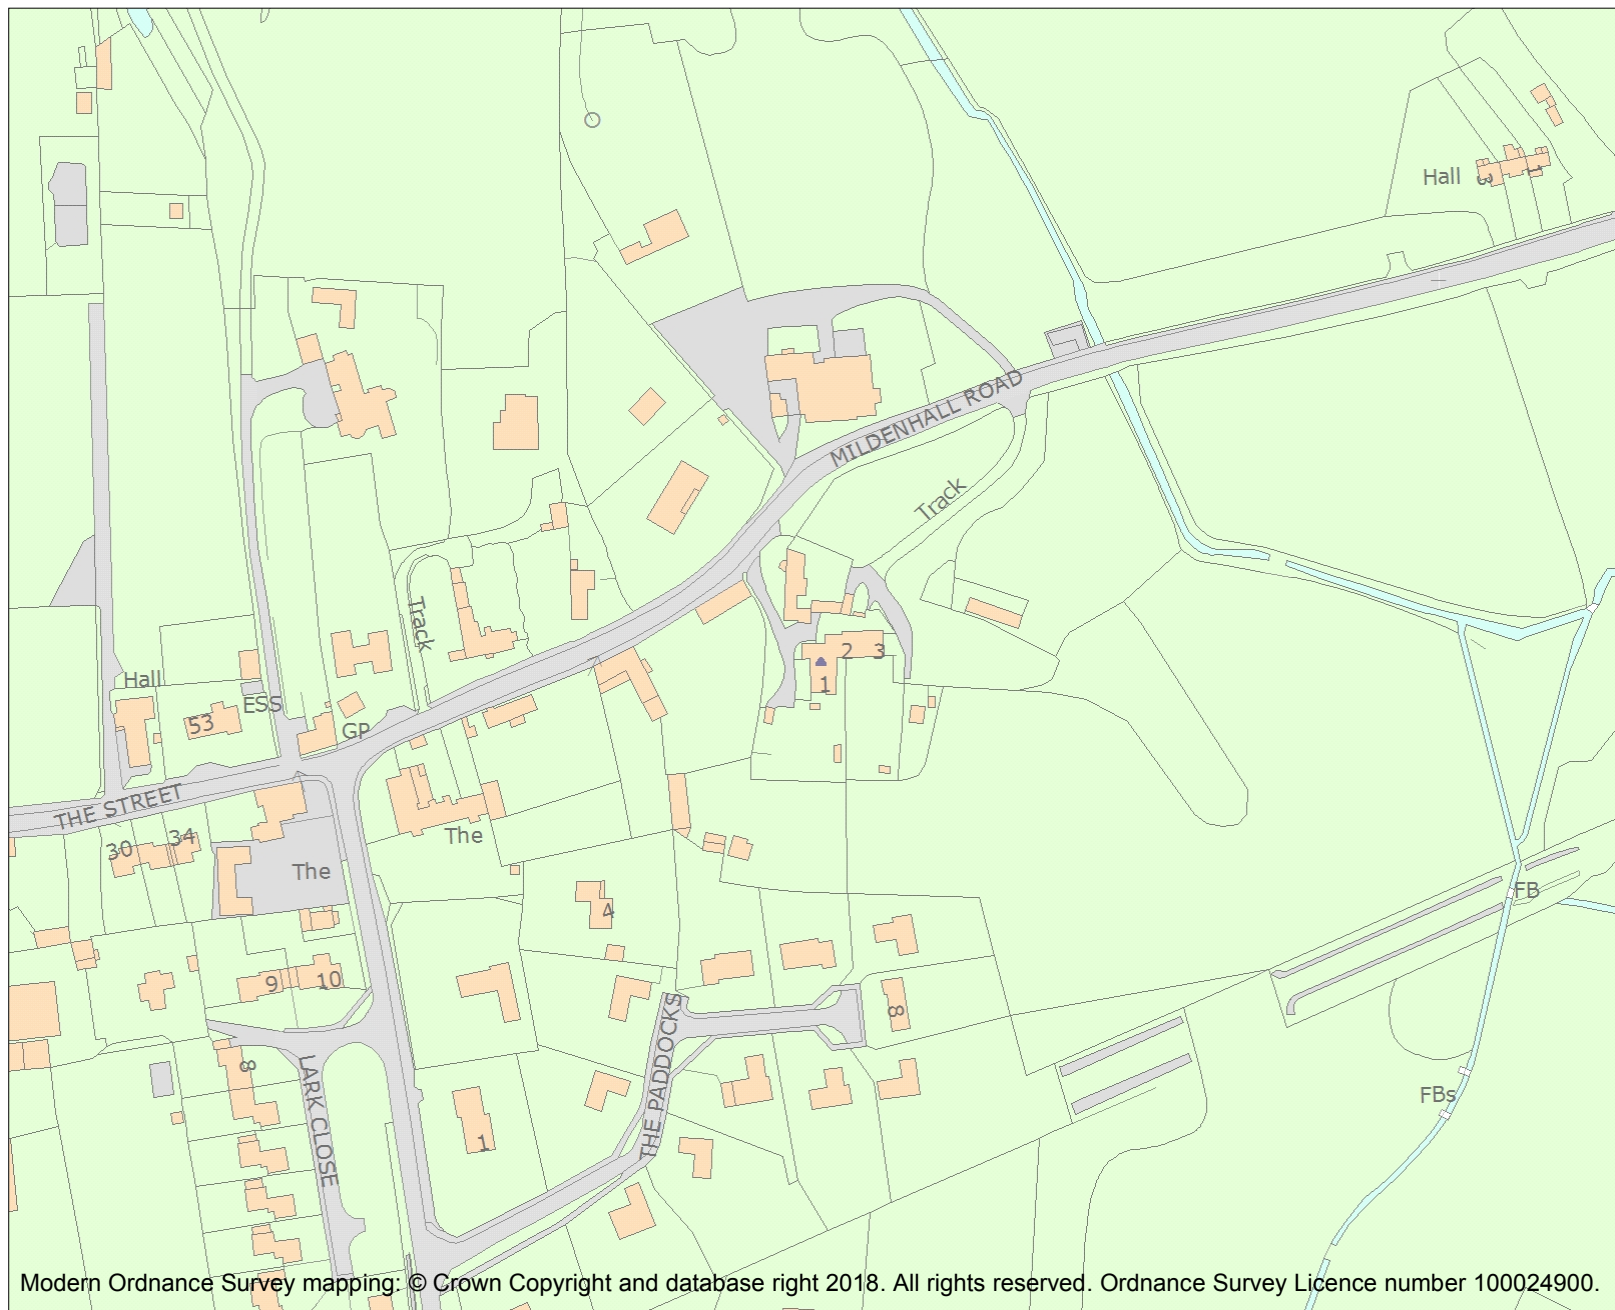 Hall
3
1
MILDENHALL ROAD
Track
Track
2
3
1
Hall
53
ESS
GP
THE STREET
30
34
The
The
4
FB
9
10
8
THE PADDOCKS
8
LARK CLOSE
FBs
1
Modern Ordnance Survey mapping: © Crown Copyright and database right 2018. All rights reserved. Ordnance Survey Licence number 100024900.